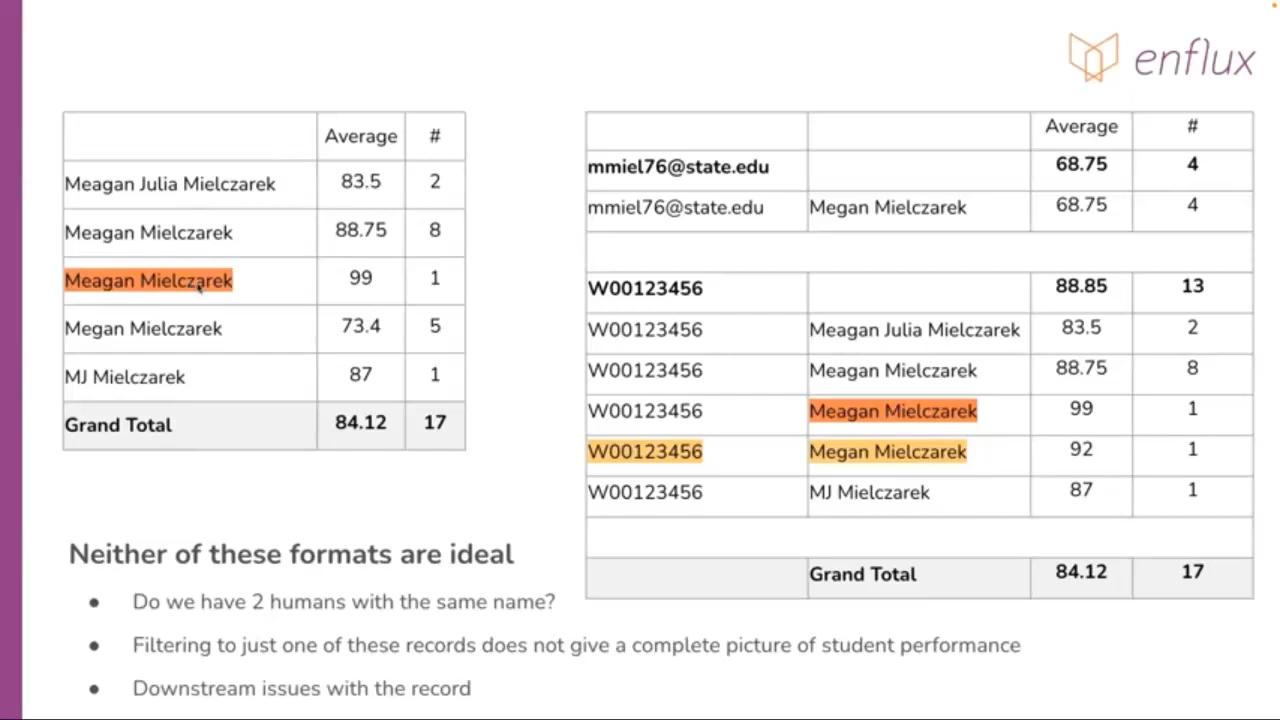 enflux
Average #
Meagan Julia Mielczarek 83.5 2
Meagan Mielczarek 88.75 8
Meagan Mielczarek 99 1
Megan Mielczarek 73.4 5
MJ Mielczarek 87 1
Grand Total 84.12 17
Average #
mmiel76@state.edu 68.75 4
mmiel76@state.edu Megan Mielczarek 68.75 4
W00123456 88.85 13
W00123456 Meagan Julia Mielczarek 83.5 2
W00123456 Meagan Mielczarek 88.75 8
W00123456 Meagan Mielczarek 99 1
W00123456 Megan Mielczarek 92 1
W00123456 MJ Mielczarek 87 1
Grand Total 84.12 17
Neither of these formats are ideal
● Do we have 2 humans with the same name?
● Filtering to just one of these records does not give a complete picture of student performance
● Downstream issues with the record